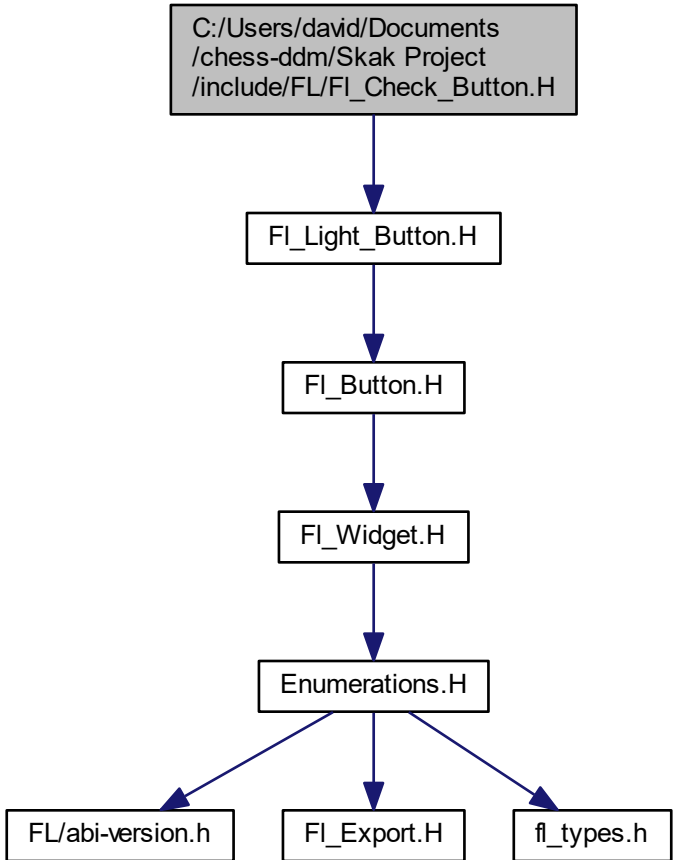 C:/Users/david/Documents
/chess-ddm/Skak Project
/include/FL/Fl_Check_Button.H
Fl_Light_Button.H
Fl_Button.H
Fl_Widget.H
Enumerations.H
FL/abi-version.h
Fl_Export.H
fl_types.h